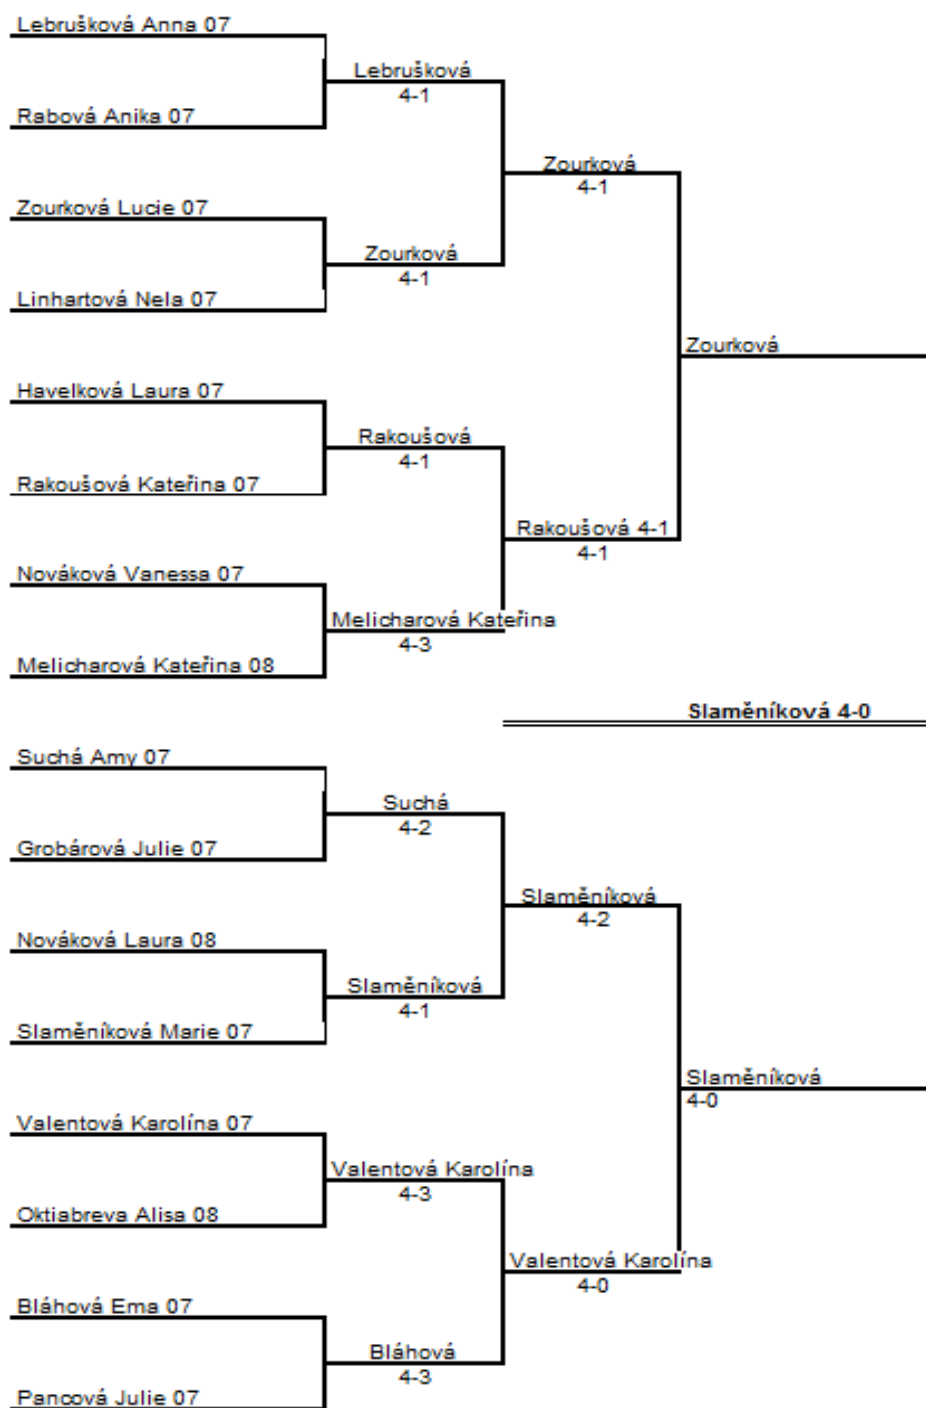 Lebrušková Anna 07
Lebrušková
4-1
Rabová Anika 07
Zourková
4-1
Zourková Lucie 07
Zourková
4-1
Linhartová Nela 07
Zourková
Havelková Laura 07
Rakoušová
4-1
Rakoušová Kateřina 07
Rakoušová 4-1
4-1
Nováková Vanessa 07
Melicharová Kateřina
4-3
Melicharová Kateřina 08
Slaměníková 4-0
Suchá Amy 07
Suchá
4-2
Grobárová Julie 07
Slaměníková
4-2
Nováková Laura 08
Slaměníková
4-1
Slaměníková Marie 07
Slaměníková
4-0
Valentová Karolína 07
Valentová Karolína
4-3
Oktiabreva Alisa 08
Valentová Karolína
4-0
Bláhová Ema 07
Bláhová
4-3
Pancová Julie 07